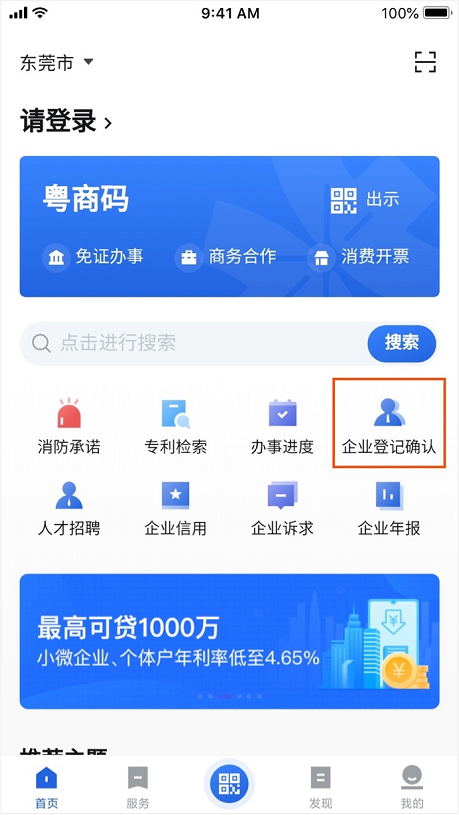 9:41 AM
100%
东莞市
请登录
粤商码
出示
免证办事
商务合作
消费开票
点击进行搜索
搜索
消防承诺
专利检索
办事进度
企业登记确认
人才招聘
企业信用
企业诉求
企业年报
最高可贷1000万
小微企业、个体户年利率低至4.65%
推荐主题
首页
服务
发现
我的